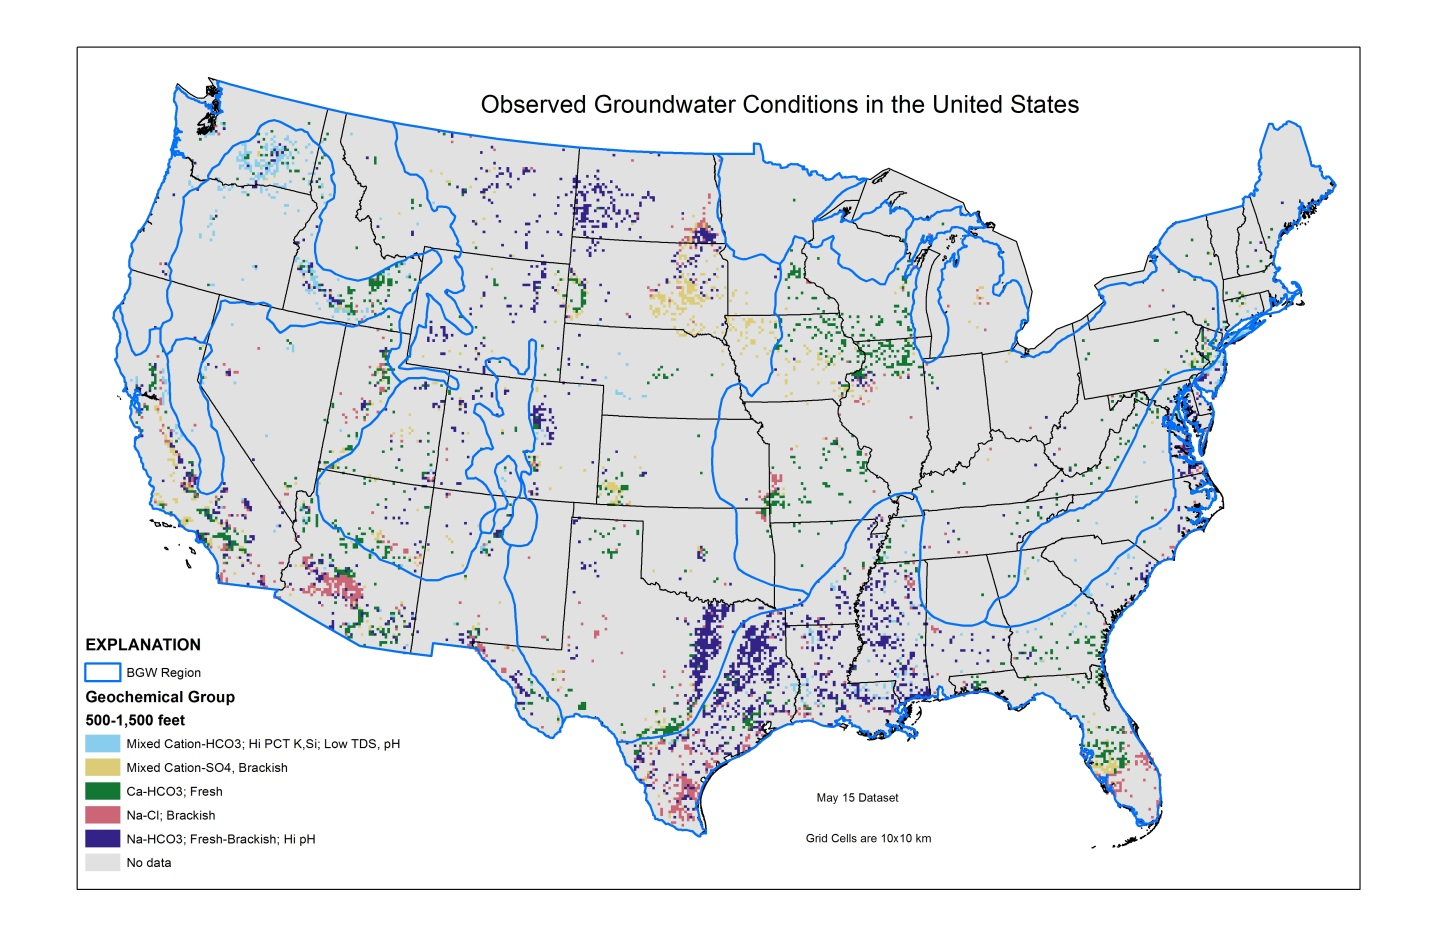 Observed Groundwater Conditions in the United States
EXPLANATION
BGW Region
Geochemical Group
500-1,500 feet
Mixed Cation-HCO3; Hi PCT K,Si; Low TDS, pH
Mixed Cation-SO4, Brackish
Ca-HCO3; Fresh
Na-Cl; Brackish
Na-HCO3; Fresh-Brackish; Hi pH
No data
May 15 Dataset
Grid Cells are 10x10 km